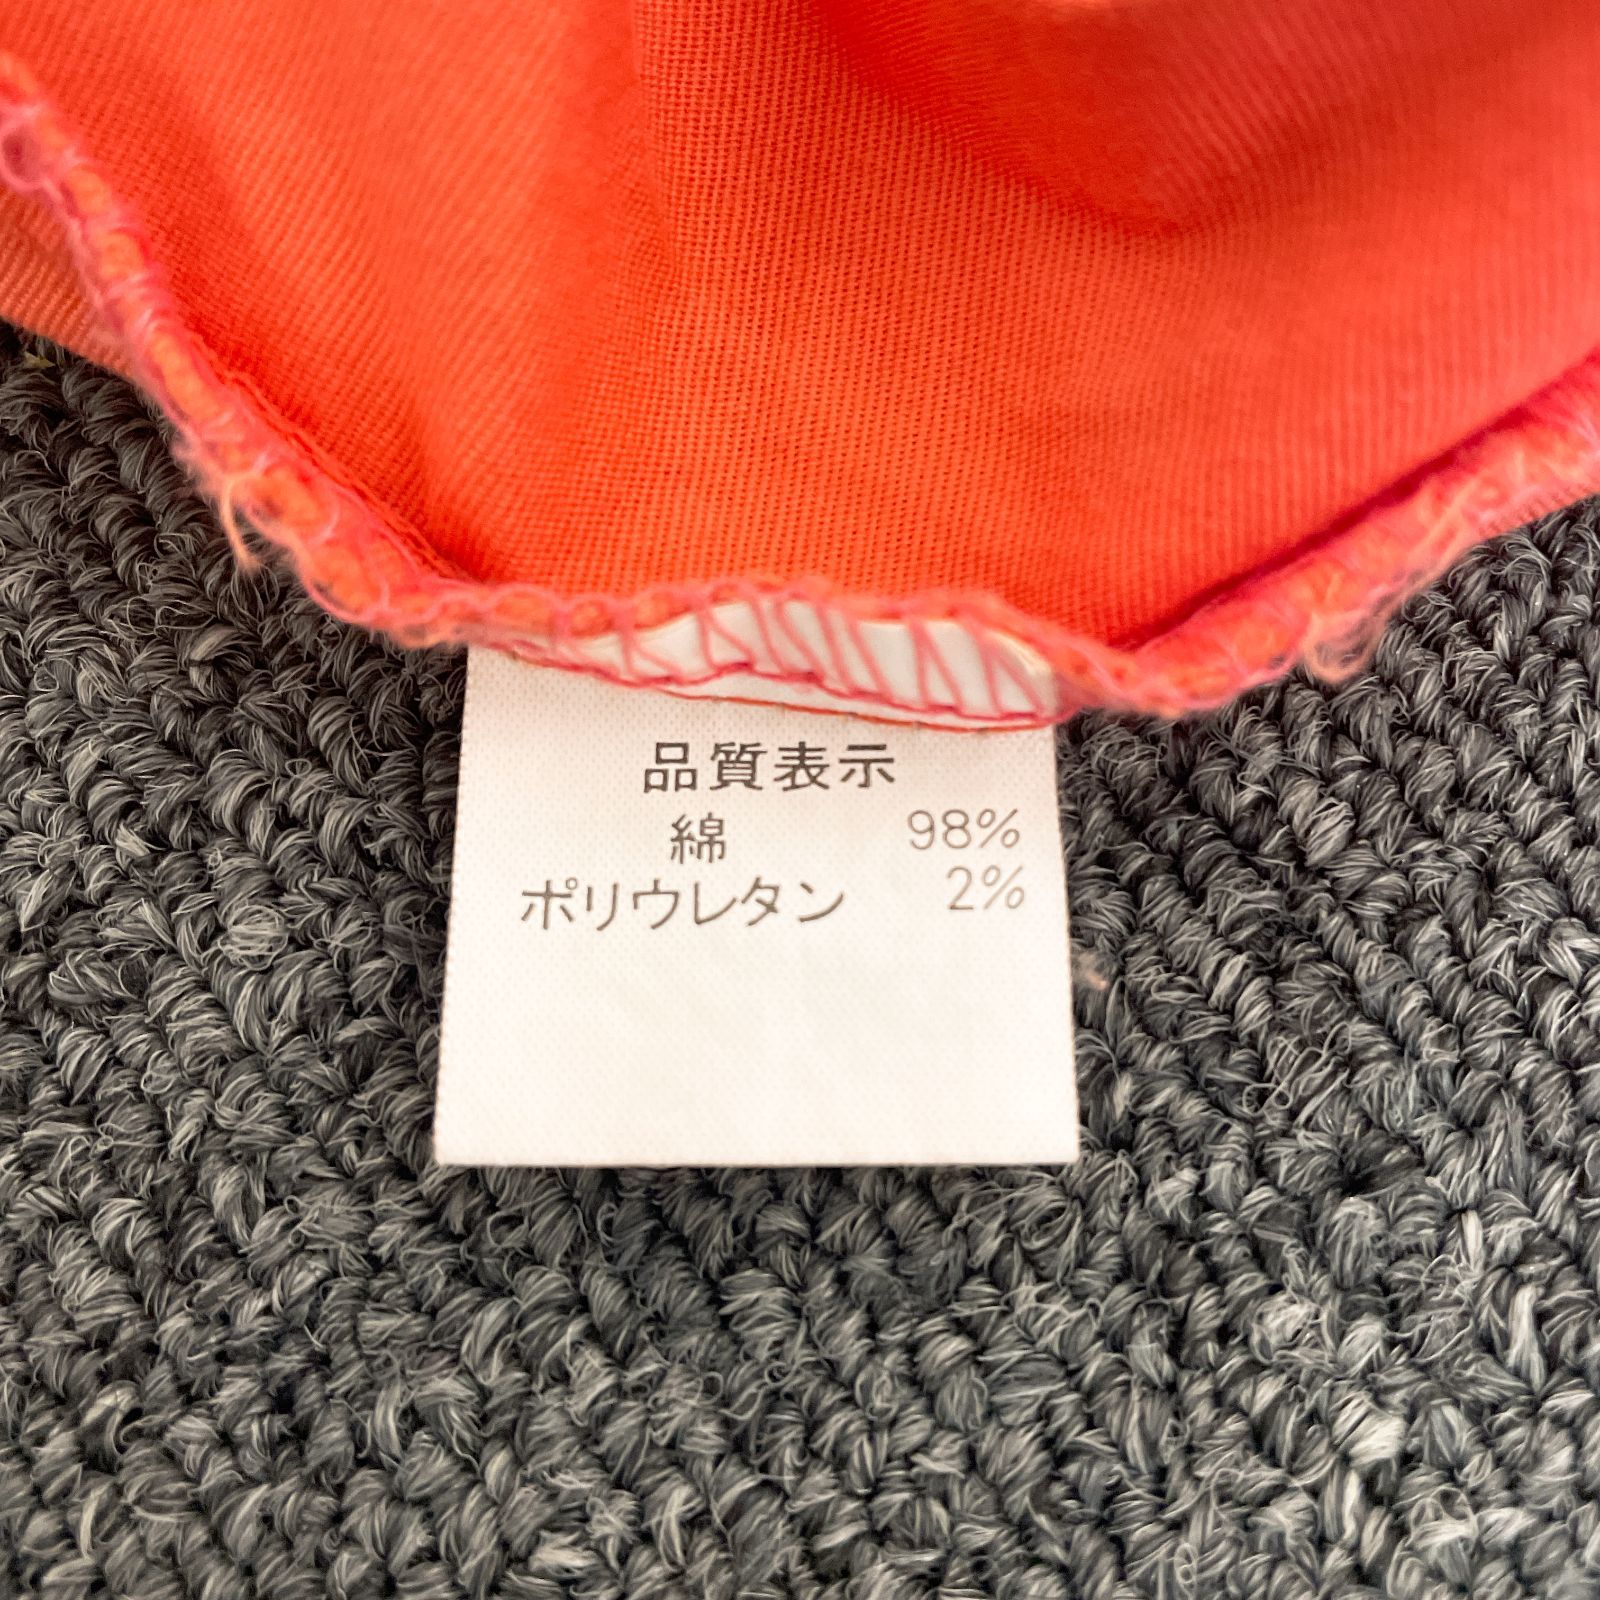 品質表示
綿 98%
ポリウレタン 2%